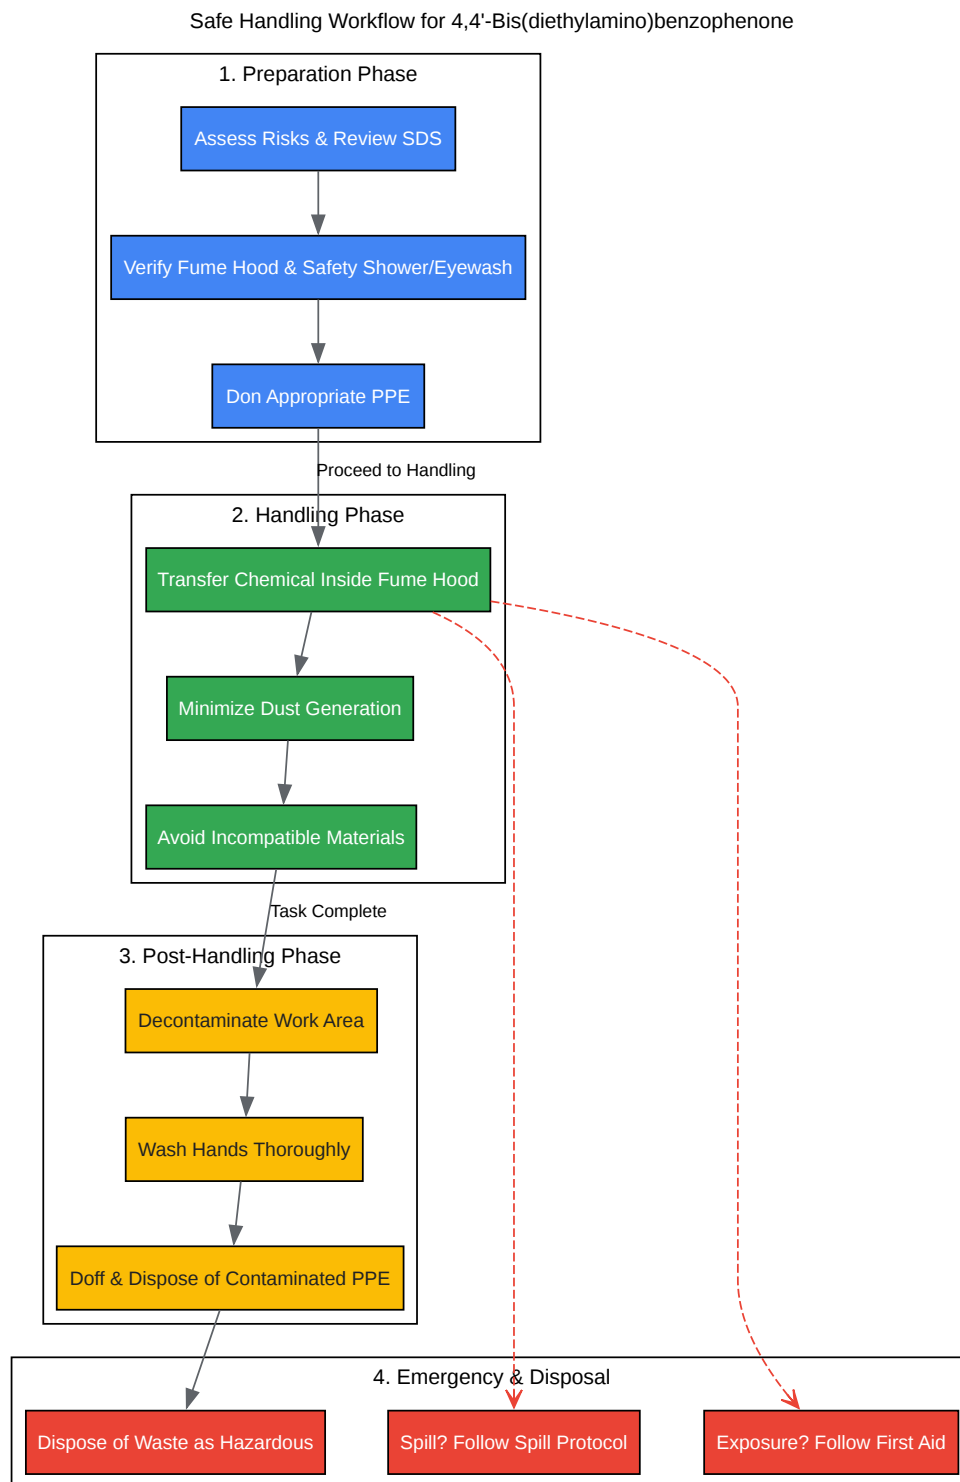 Safe Handling Workflow for 4,4'-Bis(diethylamino)benzophenone
1. Preparation Phase
Assess Risks & Review SDS
Verify Fume Hood & Safety Shower/Eyewash
Don Appropriate PPE
Proceed to Handling
2. Handling Phase
Transfer Chemical Inside Fume Hood
Minimize Dust Generation
Avoid Incompatible Materials
Task Complete
3. Post-Handling Phase
Decontaminate Work Area
Wash Hands Thoroughly
Doff & Dispose of Contaminated PPE
4. Emergency & Disposal
Dispose of Waste as Hazardous
Spill? Follow Spill Protocol
Exposure? Follow First Aid